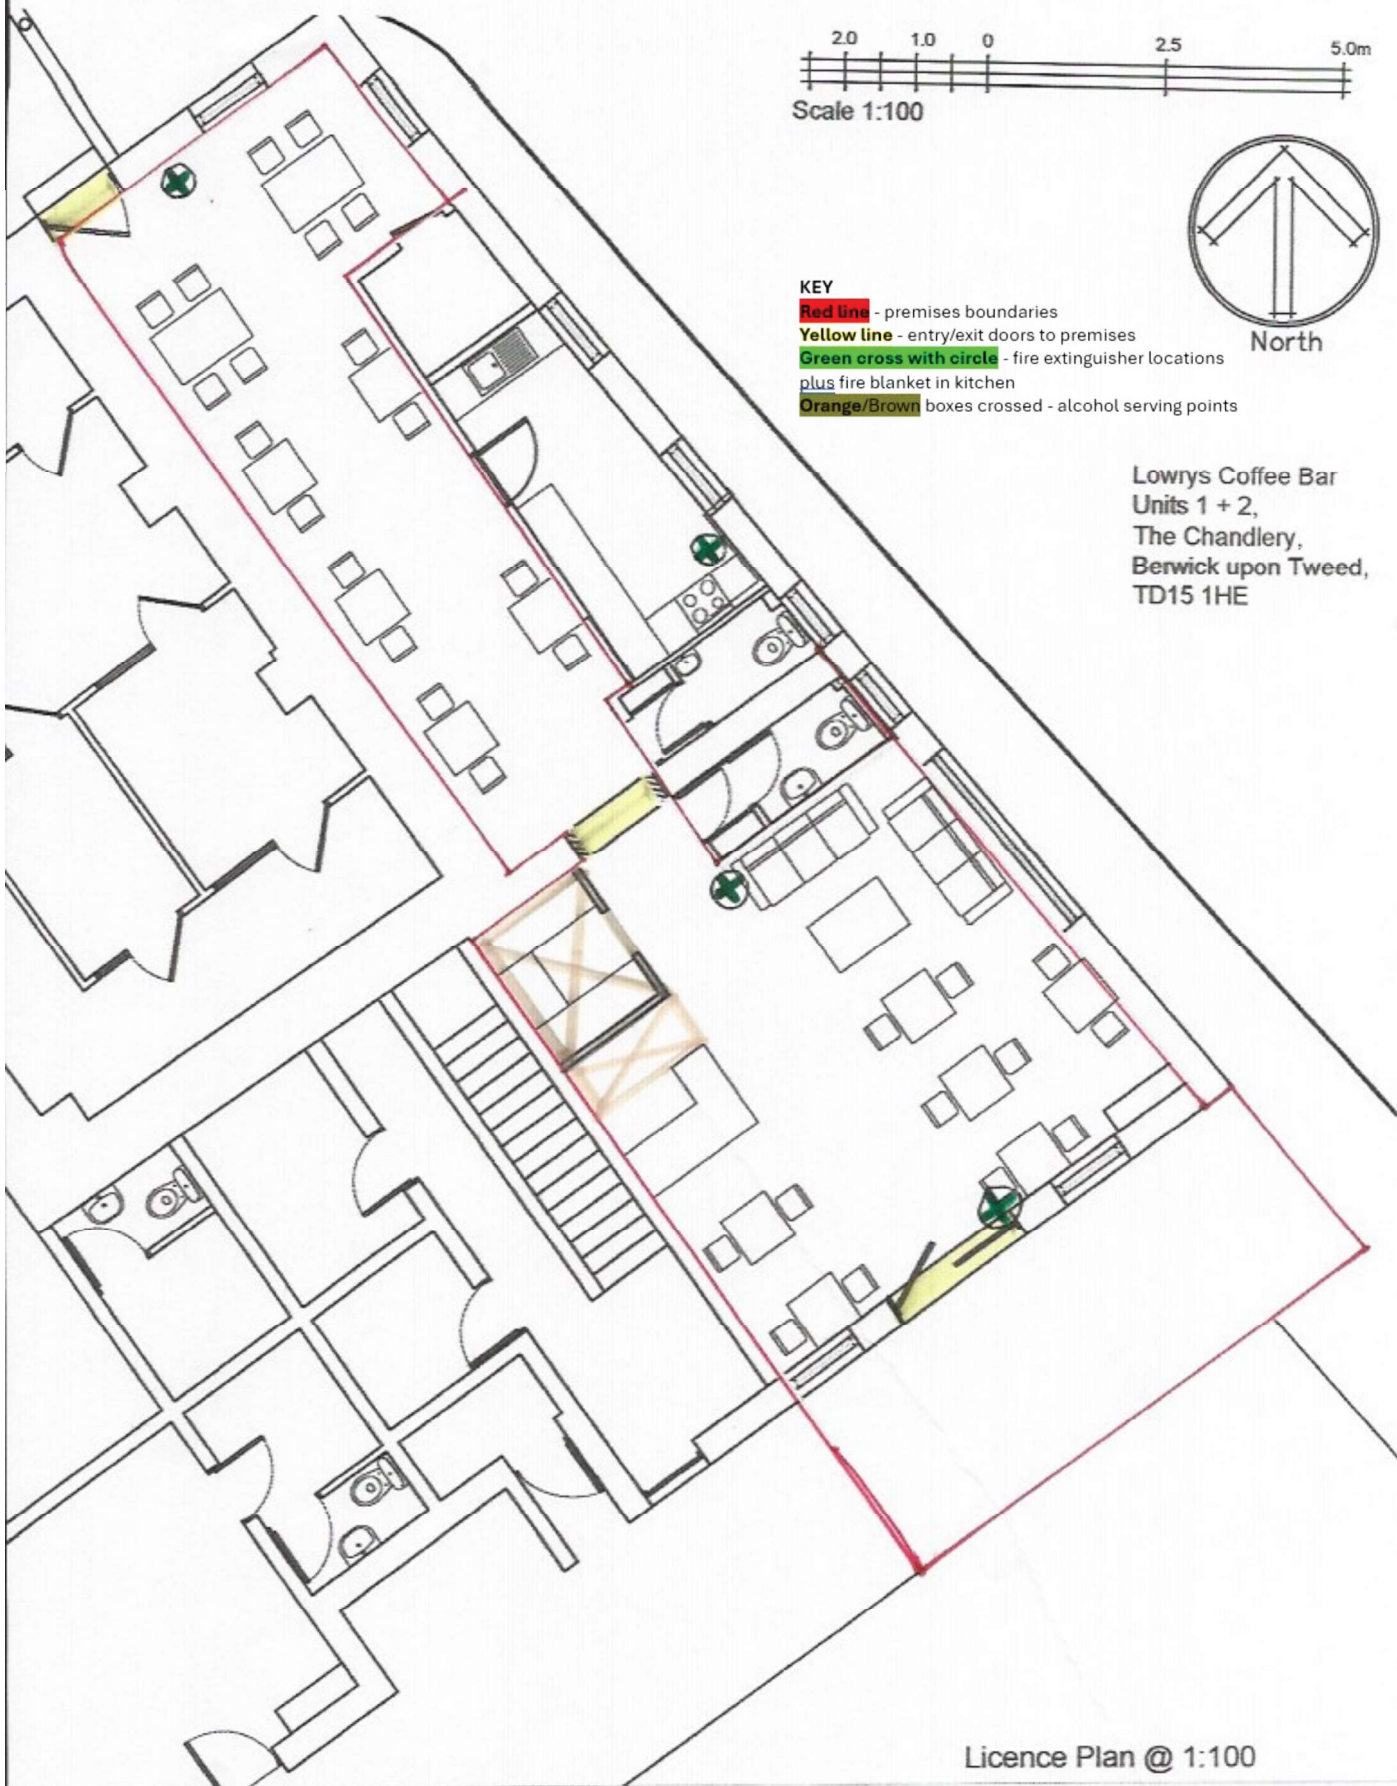 2.0 1.0 0 2.5 5.0m
Scale 1:100
North
KEY
Red line - premises boundaries
Yellow line - entry/exit doors to premises
Green cross with circle - fire extinguisher locations
plus fire blanket in kitchen
Orange/Brown boxes crossed - alcohol serving points
Lowrys Coffee Bar
Units 1 + 2,
The Chandlery,
Berwick upon Tweed,
TD15 1HE
Licence Plan @ 1:100